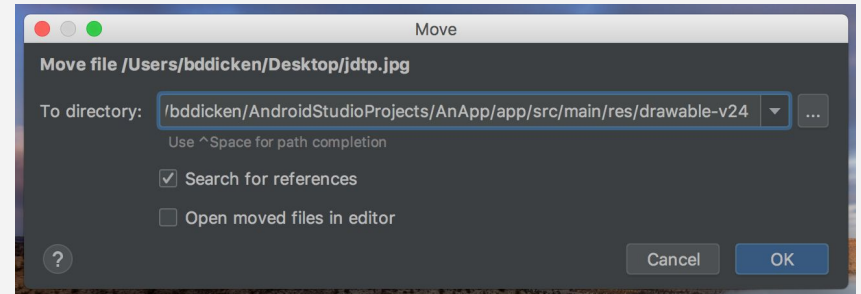 Move
Move file /Users/bddicken/Desktop/jdtp.jpg
To directory: /bddicken/AndroidStudioProjects/AnApp/app/src/main/res/drawable-v24 ...
Use ^Space for path completion
Search for references
Open moved files in editor
? Cancel OK